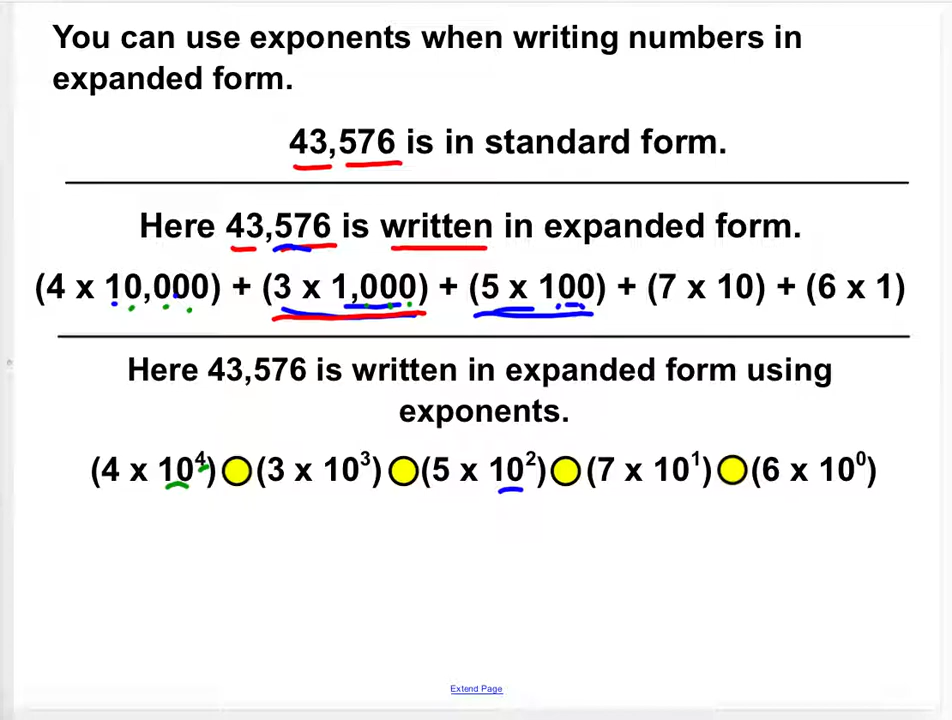 You can use exponents when writing numbers in
expanded form.
43,576 is in standard form.
Here 43,576 is written in expanded form.
(4 x 10,000) + (3 x 1,000) + (5 x 100) + (7 x 10) + (6 x 1)
Here 43,576 is written in expanded form using
exponents.
(4 x 10⁴) (3 x 10³) (5 x 10²) (7 x 10¹) (6 x 10⁰)
Extend Page